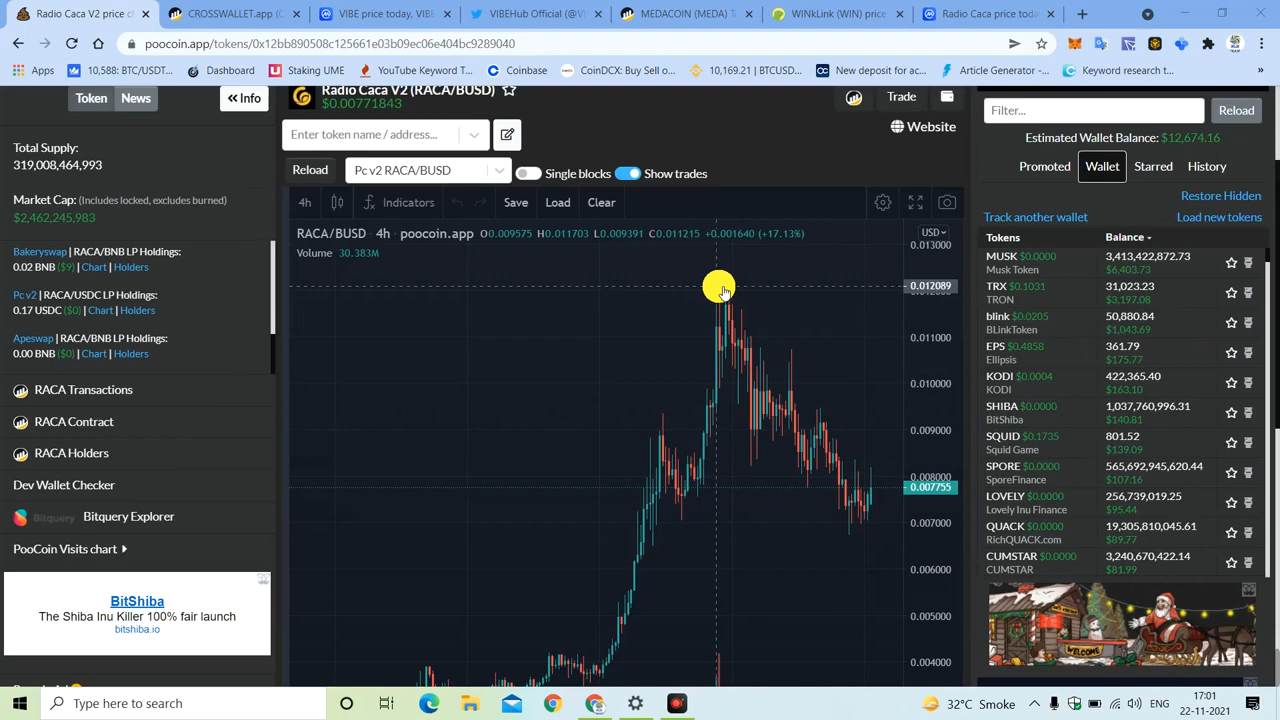 Radio Caca V2 price ch
CROSSWALLET.app (C
VIBE price today, VIBE
VIBEHub Official (@VI
MEDACOIN (MEDA) T
WINkLink (WIN) price
Radio Caca price today
poocoin.app/tokens/0x12bb890508c125661e03b09ec06e404bc9289040
Apps
10,588: BTC/USDT...
Dashboard
Staking UME
YouTube Keyword T...
Coinbase
CoinDCX: Buy sel o...
10,169.21 | BTCUSD...
New deposit for ac...
Article Generator -...
Keyword research t...
Token
News
Info
Total Supply:
319,008,464,993
Market Cap: (Includes locked, excludes burned)
$2,462,245,983
Bakeryswap | RACA/BNB LP Holdings:
0.02 BNB ($9) | Chart | Holders
Pc v2 | RACA/USDC LP Holdings:
0.17 USDC ($0) | Chart | Holders
Apeswap | RACA/BNB LP Holdings:
0.00 BNB ($0) | Chart | Holders
RACA Transactions
RACA Contract
RACA Holders
Dev Wallet Checker
Bitquery Bitquery Explorer
PooCoin Visits chart
BitShiba
The Shiba Inu Killer 100% fair launch
bitshiba.io
Radio Caca V2 (RACA/BUSD)
$0.00771843
Trade
Enter token name / address...
Website
Reload
Pc v2 RACA/BUSD
Single blocks
Show trades
4h
Indicators
Save
Load
Clear
RACA/BUSD · 4h · poocoin.app O0.009575 H0.011703 L0.009391 C0.011215 +0.001640 (+17.13%)
USD
Volume 30.383M
0.013000
0.012089
0.011000
0.010000
0.009000
0.008000
0.007755
0.007000
0.006000
0.005000
0.004000
Filter...
Reload
Estimated Wallet Balance: $12,674.16
Promoted
Wallet
Starred
History
Restore Hidden
Track another wallet
Load new tokens
Tokens
Balance
MUSK $0.0000 3,413,422,872.73
Musk Token $6,403.73
TRX $0.1031 31,023.23
TRON $3,197.08
blink $0.0205 50,880.84
BLinkToken $1,043.69
EPS $0.4858 361.79
Ellipsis $175.77
KODI $0.0004 422,365.40
KODI $163.10
SHIBA $0.0000 1,037,760,996.31
BitShiba $140.81
SQUID $0.1735 801.52
Squid Game $139.09
SPORE $0.0000 255,692,945,620.44
SporeFinance $107.16
LOVELY $0.0000 256,739,019.25
Lovely Inu Finance $95.44
QUACK $0.0000 19,305,810,045.61
RichQUACK.com $89.77
CUMSTAR $0.0000 3,240,670,422.14
CUMSTAR $81.99
WELCOME
Type here to search
32°C Smoke
ENG
17:01
22-11-2021